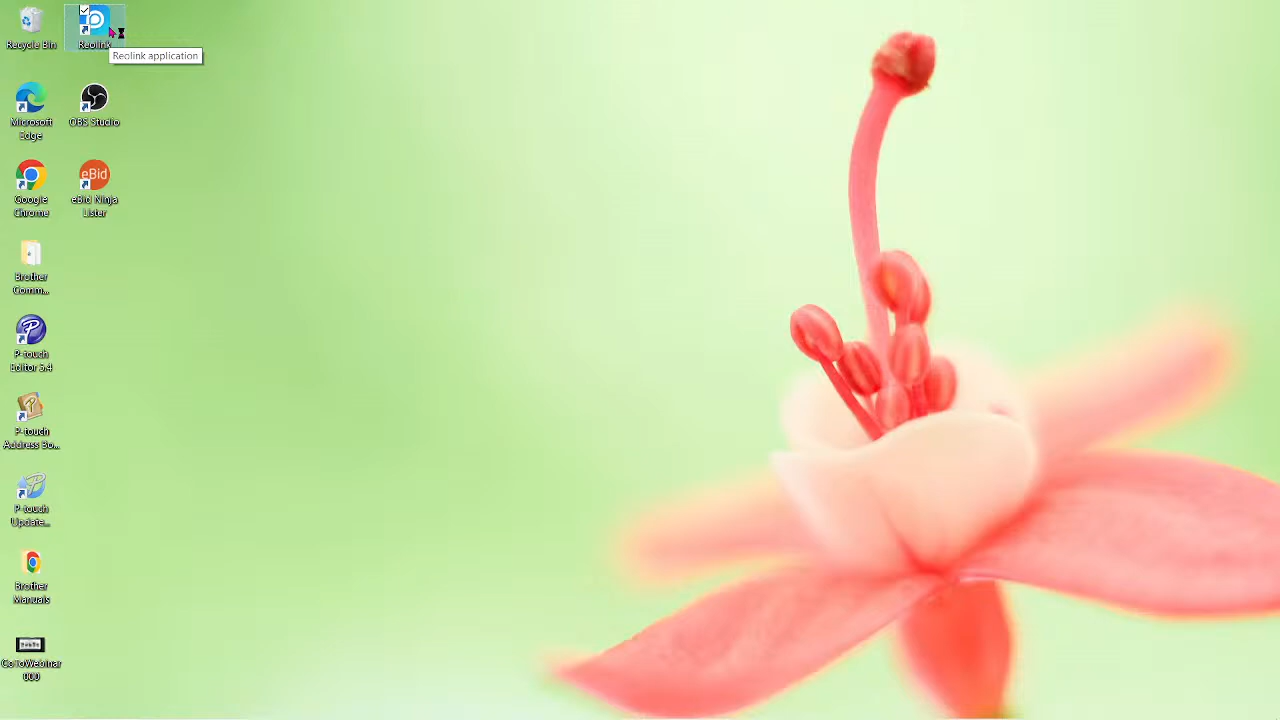 Recycle Bin
Reolink
Reolink application
Microsoft
Edge
OBS Studio
Google
Chrome
eBid
eBid Ninja
Lister
Brother
Comm...
P-touch
Editor 5.4
P-touch
Address Bo...
P-touch
Update...
Brother
Manuals
GoToWebinar
000